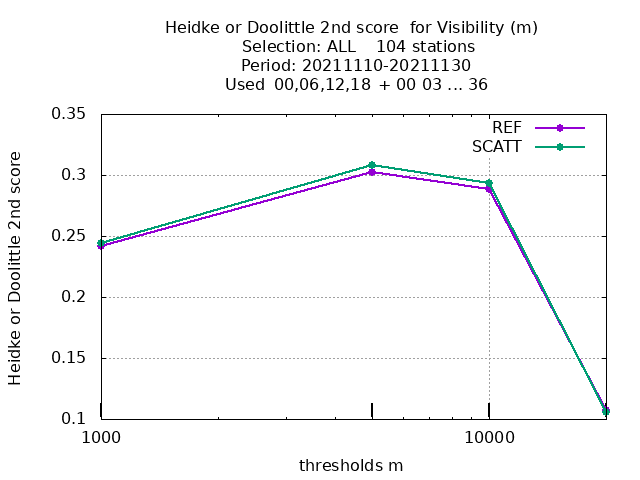 Heidke or Doolittle 2nd score  for Visibility (m)
Selection: ALL    104 stations
Period: 20211110-20211130
Used  00,06,12,18  + 00 03 ... 36
REF
SCATT
Heidke or Doolittle 2nd score
0.35
0.3
0.25
0.2
0.15
0.1
1000
10000
thresholds m